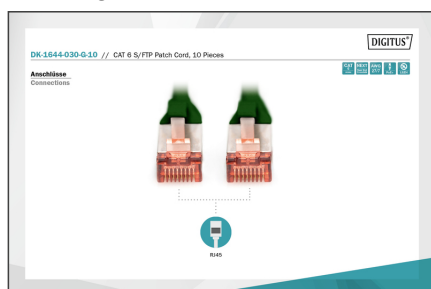 DIGITUS®
DK-1644-030-G-10 // CAT 6 S/FTP Patch Cord, 10 Pieces
Anschlüsse
Connections
RJ45